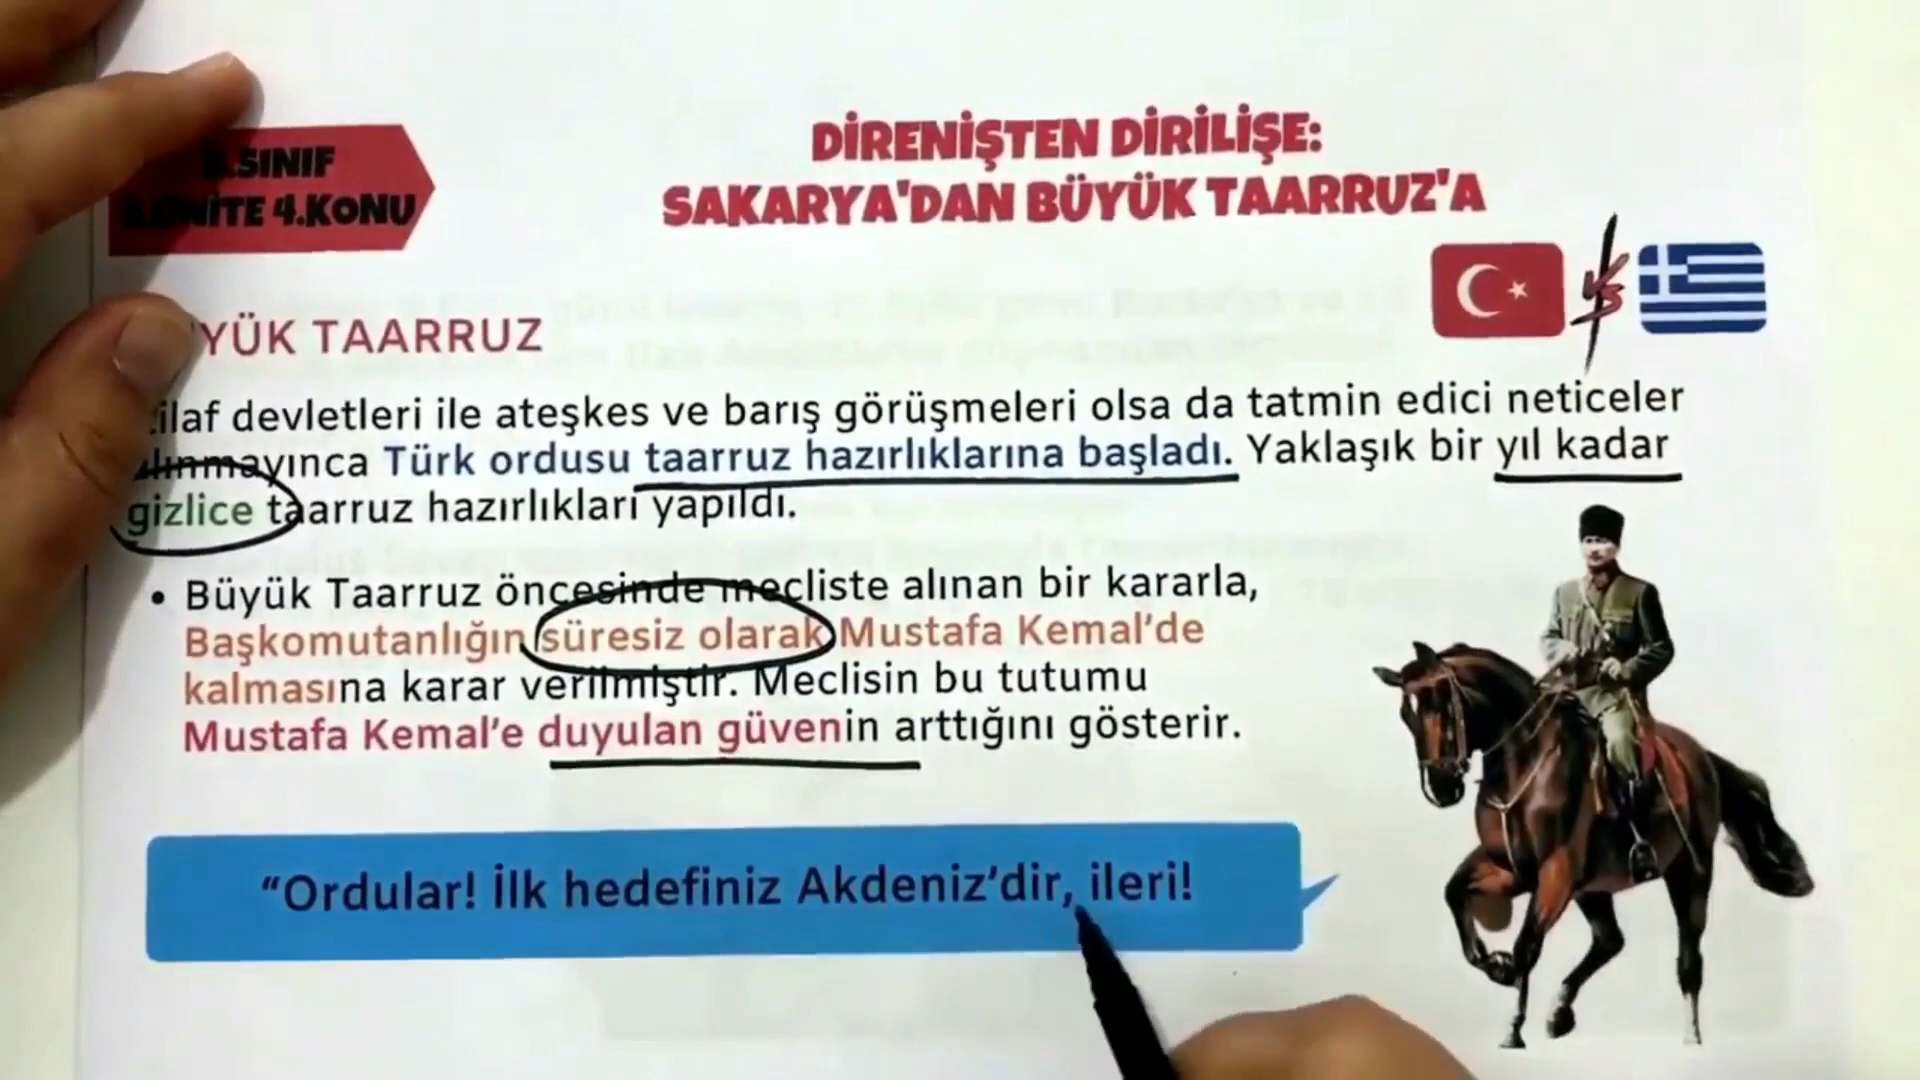 .SINIF
NİTE 4.KONU
DİRENİŞTEN DİRİLİŞE:
SAKARYA'DAN BÜYÜK TAARRUZ'A
VS
YÜK TAARRUZ
ilaf devletleri ile ateşkes ve barış görüşmeleri olsa da tatmin edici neticeler
alınmayınca Türk ordusu taarruz hazırlıklarına başladı. Yaklaşık bir yıl kadar
gizlice taarruz hazırlıkları yapıldı.
• Büyük Taarruz öncesinde mecliste alınan bir kararla,
Başkomutanlığın süresiz olarak Mustafa Kemal’de
kalmasına karar verilmiştir. Meclisin bu tutumu
Mustafa Kemal’e duyulan güvenin arttığını gösterir.
“Ordular! İlk hedefiniz Akdeniz’dir, ileri!